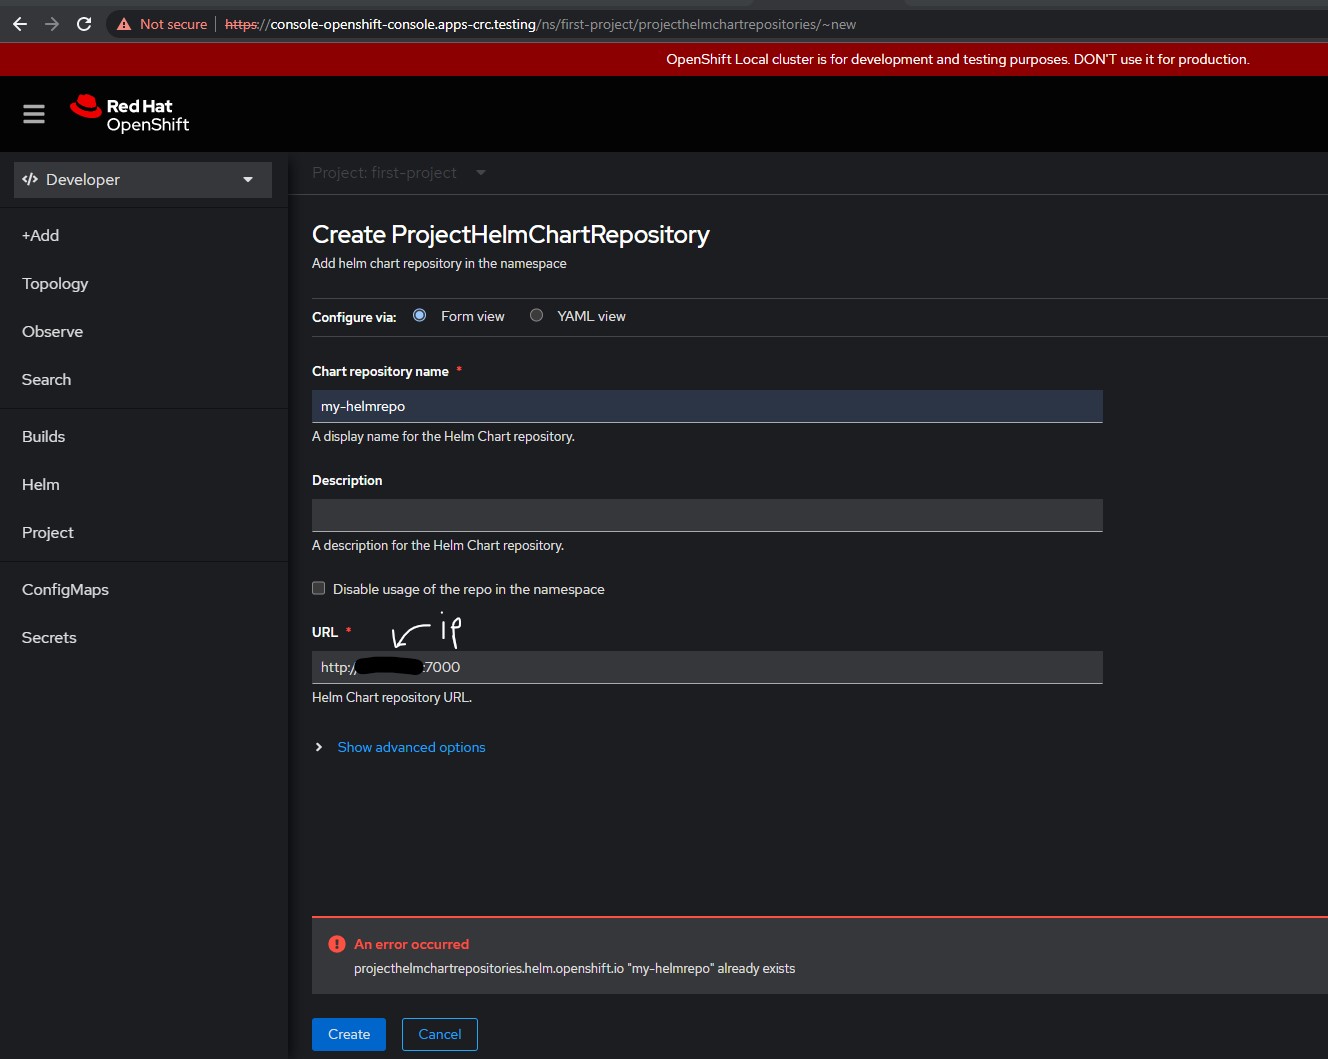 Not secure | https://console-openshift-console.apps-crc.testing/ns/first-project/projecthelmchartrepositories/~new
OpenShift Local cluster is for development and testing purposes. DON'T use it for production.
Red Hat
OpenShift
Developer
Project: first-project
+Add
Topology
Observe
Search
Builds
Helm
Project
ConfigMaps
Secrets
Create ProjectHelmChartRepository
Add helm chart repository in the namespace
Configure via: Form view YAML view
Chart repository name *
my-helmrepo
A display name for the Helm Chart repository.
Description
A description for the Helm Chart repository.
Disable usage of the repo in the namespace
URL *
ip
http:/ :7000
Helm Chart repository URL.
Show advanced options
An error occurred
projecthelmchartrepositories.helm.openshift.io "my-helmrepo" already exists
Create Cancel